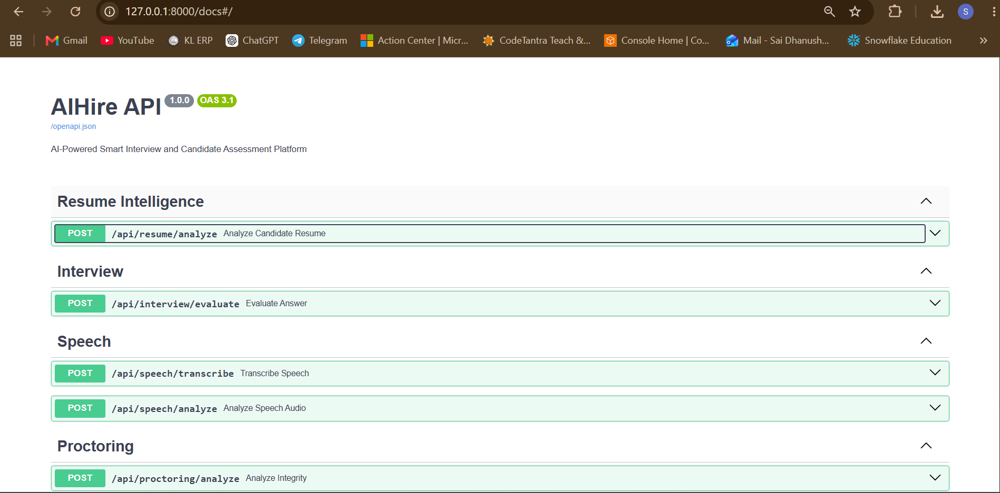 127.0.0.1:8000/docs#/
S
Gmail YouTube KL ERP ChatGPT Telegram Action Center | Micr... CodeTantra Teach &... Console Home | Co... Mail - Sai Dhanush... Snowflake Education »
AIHire API 1.0.0 OAS 3.1
/openapi.json
AI-Powered Smart Interview and Candidate Assessment Platform
Resume Intelligence
POST /api/resume/analyze Analyze Candidate Resume
Interview
POST /api/interview/evaluate Evaluate Answer
Speech
POST /api/speech/transcribe Transcribe Speech
POST /api/speech/analyze Analyze Speech Audio
Proctoring
POST /api/proctoring/analyze Analyze Integrity